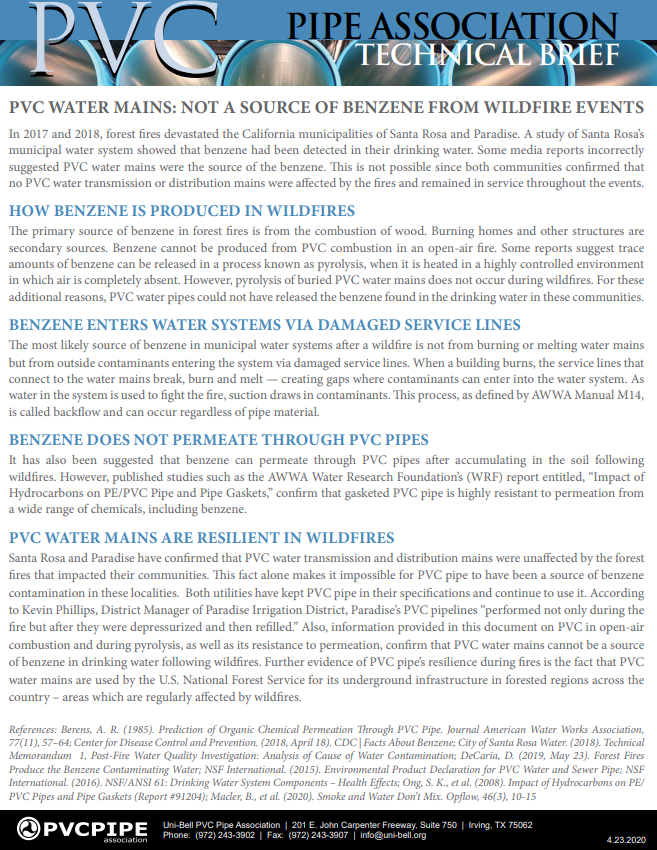 PVC
PIPE ASSOCIATION
TECHNICAL BRIEF
PVC WATER MAINS: NOT A SOURCE OF BENZENE FROM WILDFIRE EVENTS
In 2017 and 2018, forest fires devastated the California municipalities of Santa Rosa and Paradise. A study of Santa Rosa's
municipal water system showed that benzene had been detected in their drinking water. Some media reports incorrectly
suggested PVC water mains were the source of the benzene. This is not possible since both communities confirmed that
no PVC water transmission or distribution mains were affected by the fires and remained in service throughout the events.
HOW BENZENE IS PRODUCED IN WILDFIRES
The primary source of benzene in forest fires is from the combustion of wood. Burning homes and other structures are
secondary sources. Benzene cannot be produced from PVC combustion in an open-air fire. Some reports suggest trace
amounts of benzene can be released in a process known as pyrolysis, when it is heated in a highly controlled environment
in which air is completely absent. However, pyrolysis of buried PVC water mains does not occur during wildfires. For these
additional reasons, PVC water pipes could not have released the benzene found in the drinking water in these communities.
BENZENE ENTERS WATER SYSTEMS VIA DAMAGED SERVICE LINES
The most likely source of benzene in municipal water systems after a wildfire is not from burning or melting water mains
but from outside contaminants entering the system via damaged service lines. When a building burns, the service lines that
connect to the water mains break, burn and melt — creating gaps where contaminants can enter into the water system. As
water in the system is used to fight the fire, suction draws in contaminants. This process, as defined by AWWA Manual M14,
is called backflow and can occur regardless of pipe material.
BENZENE DOES NOT PERMEATE THROUGH PVC PIPES
It has also been suggested that benzene can permeate through PVC pipes after accumulating in the soil following
wildfires. However, published studies such as the AWWA Water Research Foundation's (WRF) report entitled, "Impact of
Hydrocarbons on PE/PVC Pipe and Pipe Gaskets," confirm that gasketed PVC pipe is highly resistant to permeation from
a wide range of chemicals, including benzene.
PVC WATER MAINS ARE RESILIENT IN WILDFIRES
Santa Rosa and Paradise have confirmed that PVC water transmission and distribution mains were unaffected by the forest
fires that impacted their communities. This fact alone makes it impossible for PVC pipe to have been a source of benzene
contamination in these localities. Both utilities have kept PVC pipe in their specifications and continue to use it. According
to Kevin Phillips, District Manager of Paradise Irrigation District, Paradise's PVC pipelines "performed not only during the
fire but after they were depressurized and then refilled." Also, information provided in this document on PVC in open-air
combustion and during pyrolysis, as well as its resistance to permeation, confirm that PVC water mains cannot be a source
of benzene in drinking water following wildfires. Further evidence of PVC pipe's resilience during fires is the fact that PVC
water mains are used by the U.S. National Forest Service for its underground infrastructure in forested regions across the
country – areas which are regularly affected by wildfires.
References: Berens, A. R. (1985). Prediction of Organic Chemical Permeation Through PVC Pipe. Journal American Water Works Association,
77(11), 57–64; Center for Disease Control and Prevention. (2018, April 18). CDC | Facts About Benzene; City of Santa Rosa Water. (2018). Technical
Memorandum 1, Post-Fire Water Quality Investigation: Analysis of Cause of Water Contamination; DeCaria, D. (2019, May 23). Forest Fires
Produce the Benzene Contaminating Water; NSF International. (2015). Environmental Product Declaration for PVC Water and Sewer Pipe; NSF
International. (2016). NSF/ANSI 61: Drinking Water System Components – Health Effects; Ong, S. K., et al. (2008). Impact of Hydrocarbons on PE/
PVC Pipes and Pipe Gaskets (Report #91204); Macler, B., et al. (2020). Smoke and Water Don't Mix. Opflow, 46(3), 10-15
PVCPIPE
association
Uni-Bell PVC Pipe Association | 201 E. John Carpenter Freeway, Suite 750 | Irving, TX 75062
Phone: (972) 243-3902 | Fax: (972) 243-3907 | info@uni-bell.org
4.23.2020